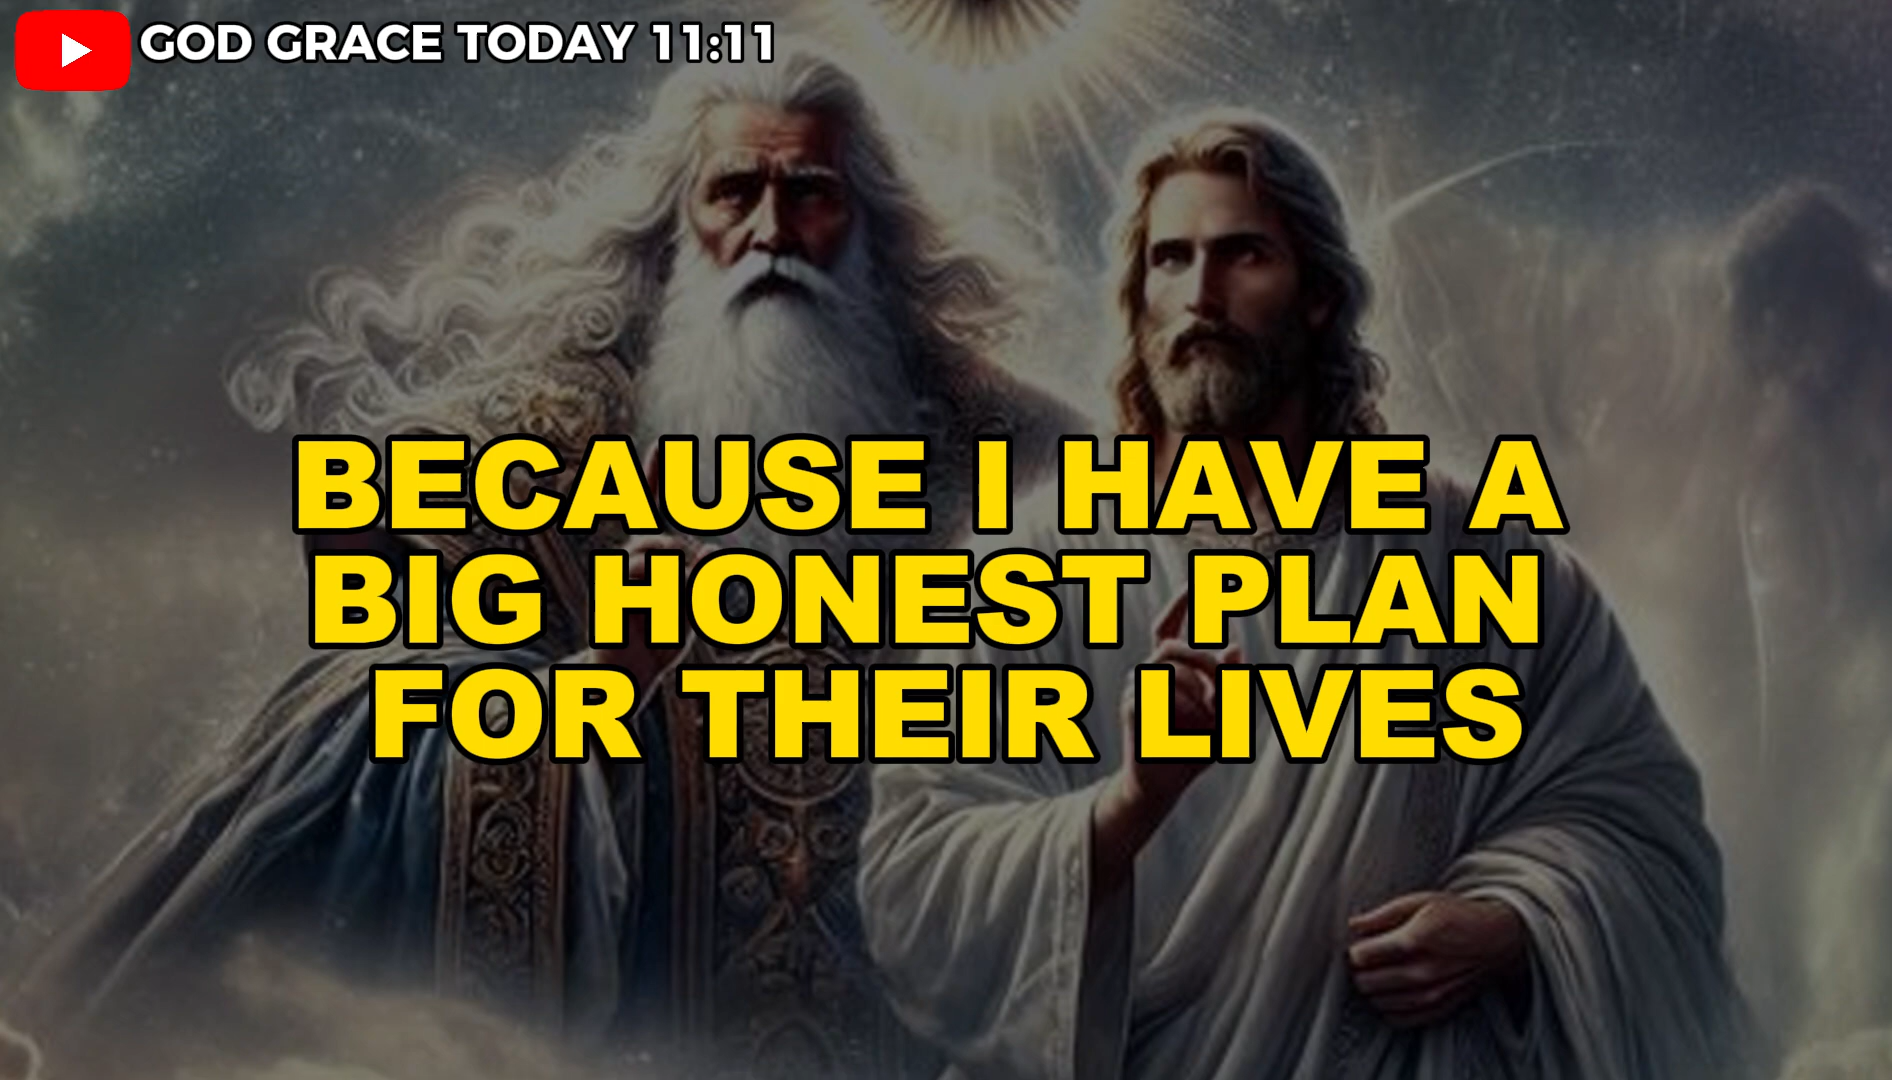 GOD GRACE TODAY 11:11
BECAUSE I HAVE A
BIG HONEST PLAN
FOR THEIR LIVES